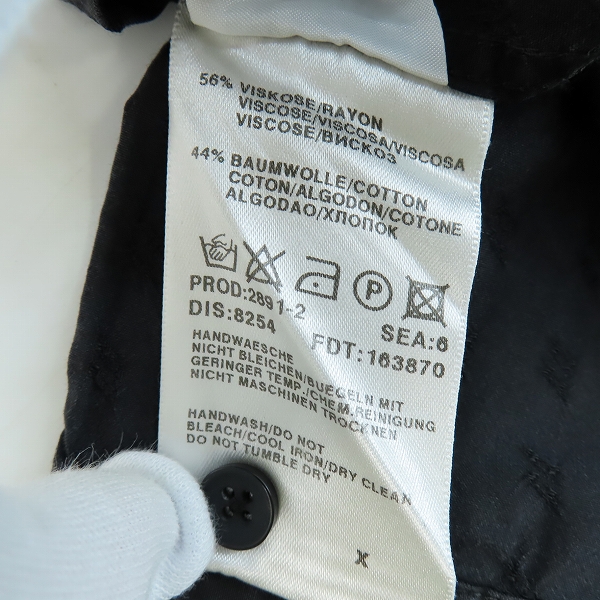 56% VISKOSE/RAYON
VISCOSE/VISCOSA/VISCOSA
VISCOSE/ВИСКОЗ
44% BAUMWOLLE/COTTON
COTON/ALGODON/COTONE
ALGODAO/ХЛОПОК
P
PROD:2891-2
DIS:8254 SEA:6
FDT:163870
HANDWAESCHE
NICHT BLEICHEN/BUEGELN MIT
GERINGER TEMP./CHEM.REINIGUNG
NICHT MASCHINEN TROCKNEN
HANDWASH/DO NOT
BLEACH/COOL IRON/DRY CLEAN
DO NOT TUMBLE DRY
X